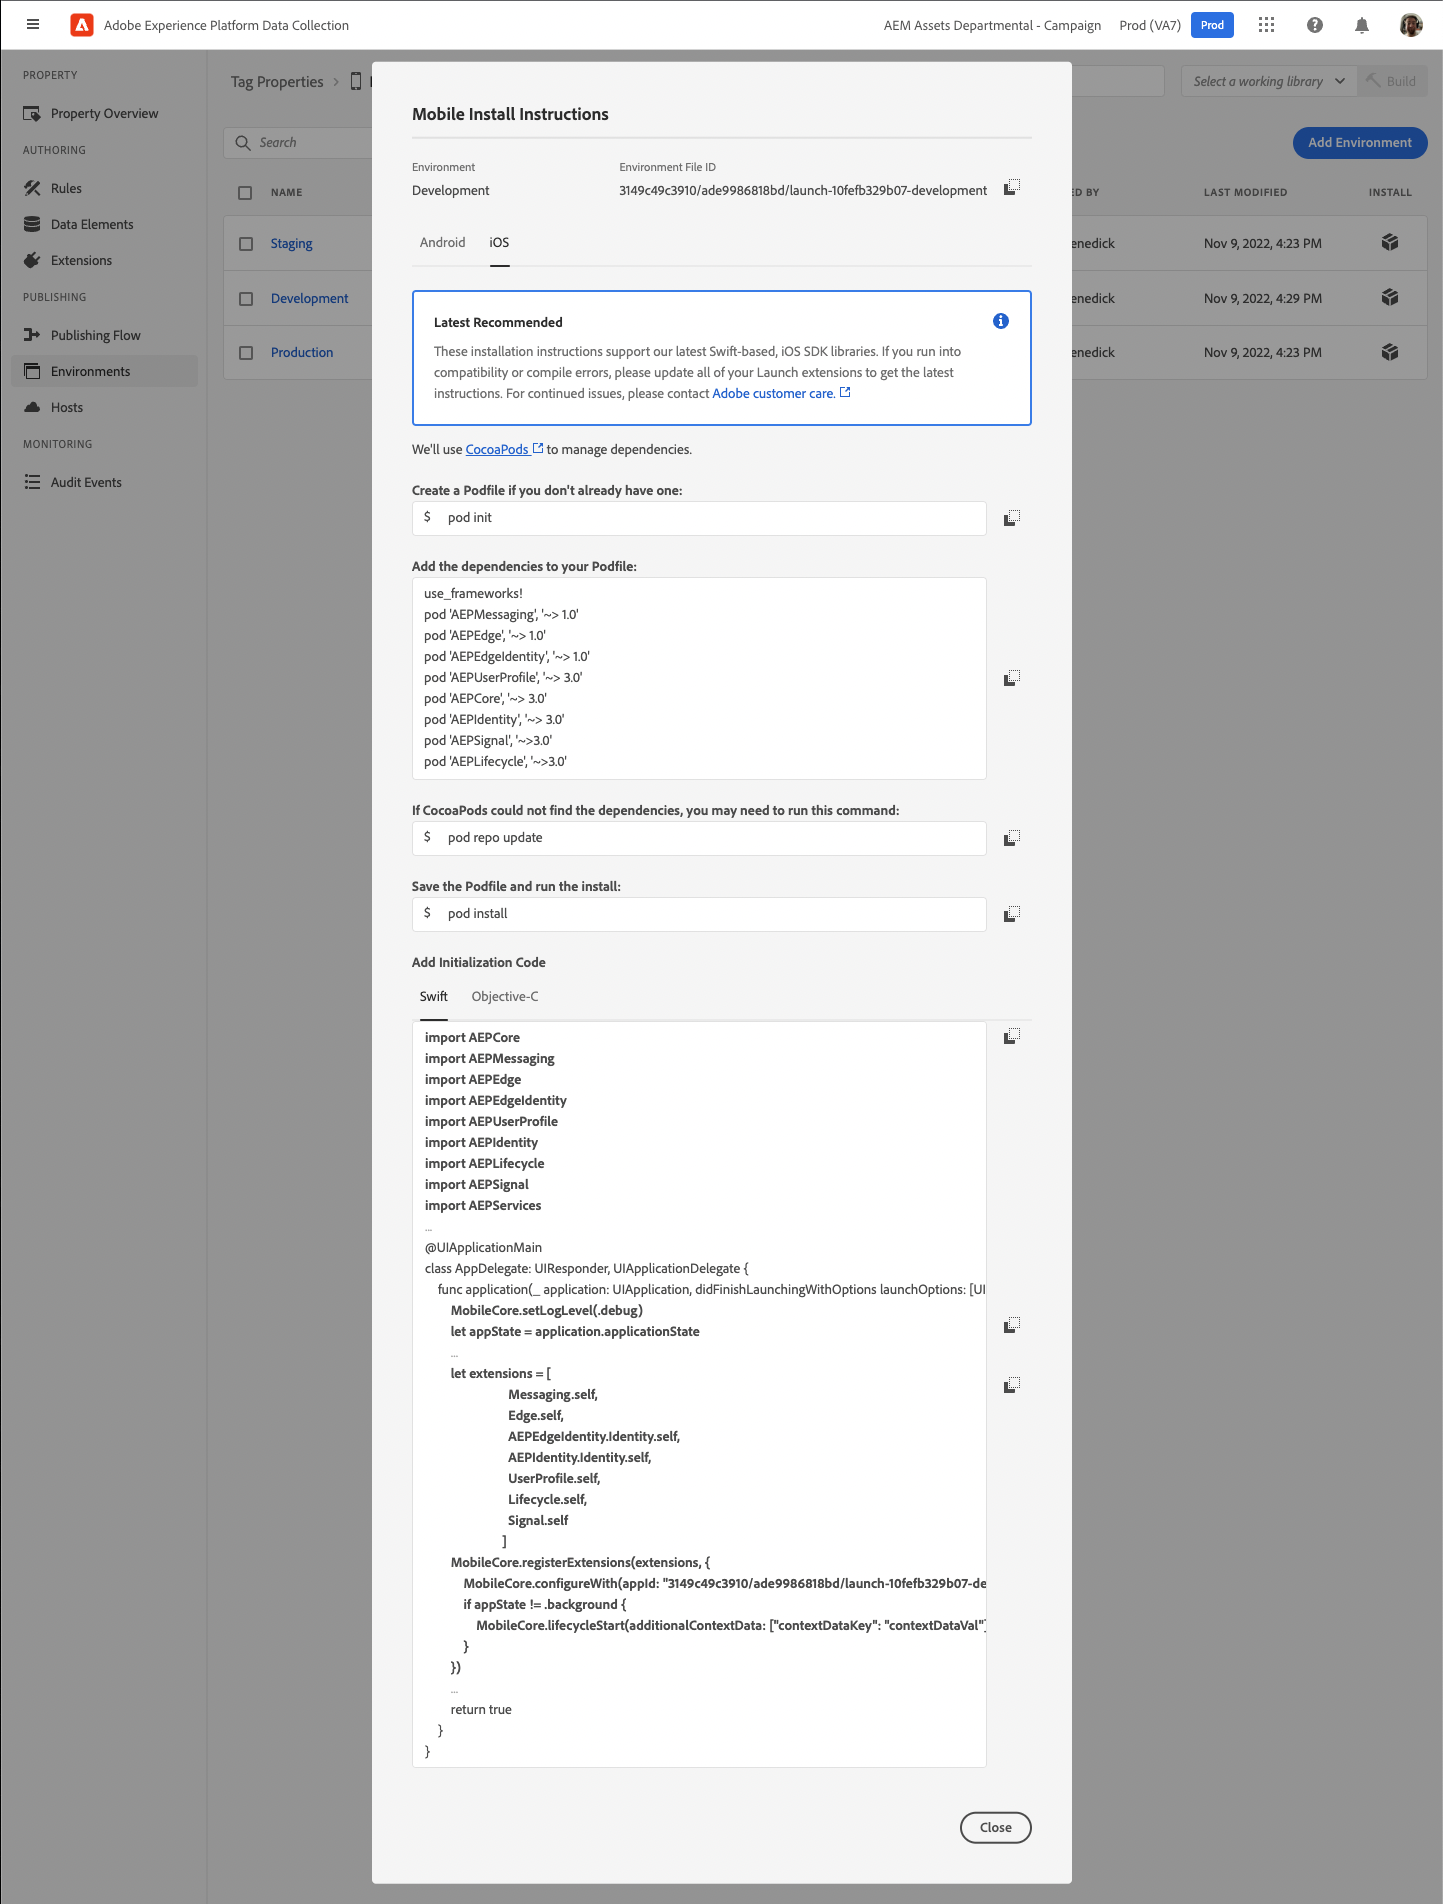 Adobe Experience Platform Data Collection
AEM Assets Departmental - Campaign
Prod (VA7)
Prod
PROPERTY
Property Overview
AUTHORING
Rules
Data Elements
Extensions
PUBLISHING
Publishing Flow
Environments
Hosts
MONITORING
Audit Events
Tag Properties
Select a working library
Build
Search
Add Environment
NAME
ED BY
LAST MODIFIED
INSTALL
Staging
enedick
Nov 9, 2022, 4:23 PM
Development
enedick
Nov 9, 2022, 4:29 PM
Production
enedick
Nov 9, 2022, 4:23 PM
Mobile Install Instructions
Environment
Environment File ID
Development
3149c49c3910/ade9986818bd/launch-10fefb329b07-development
Android
iOS
Latest Recommended
These installation instructions support our latest Swift-based, iOS SDK libraries. If you run into
compatibility or compile errors, please update all of your Launch extensions to get the latest
instructions. For continued issues, please contact Adobe customer care.
We'll use CocoaPods to manage dependencies.
Create a Podfile if you don't already have one:
$ pod init
Add the dependencies to your Podfile:
use_frameworks!
pod 'AEPMessaging', '~> 1.0'
pod 'AEPEdge', '~> 1.0'
pod 'AEPEdgeIdentity', '~> 1.0'
pod 'AEPUserProfile', '~> 3.0'
pod 'AEPCore', '~> 3.0'
pod 'AEPIdentity', '~> 3.0'
pod 'AEPSignal', '~>3.0'
pod 'AEPLifecycle', '~>3.0'
If CocoaPods could not find the dependencies, you may need to run this command:
$ pod repo update
Save the Podfile and run the install:
$ pod install
Add Initialization Code
Swift
Objective-C
import AEPCore
import AEPMessaging
import AEPEdge
import AEPEdgeIdentity
import AEPUserProfile
import AEPIdentity
import AEPLifecycle
import AEPSignal
import AEPServices
...
@UIApplicationMain
class AppDelegate: UIResponder, UIApplicationDelegate {
func application(_ application: UIApplication, didFinishLaunchingWithOptions launchOptions: [UI
MobileCore.setLogLevel(.debug)
let appState = application.applicationState
...
let extensions = [
Messaging.self,
Edge.self,
AEPEdgeIdentity.Identity.self,
AEPIdentity.Identity.self,
UserProfile.self,
Lifecycle.self,
Signal.self
]
MobileCore.registerExtensions(extensions, {
MobileCore.configureWith(appId: "3149c49c3910/ade9986818bd/launch-10fefb329b07-de
if appState != .background {
MobileCore.lifecycleStart(additionalContextData: ["contextDataKey": "contextDataVal"]
}
})
...
return true
}
}
Close